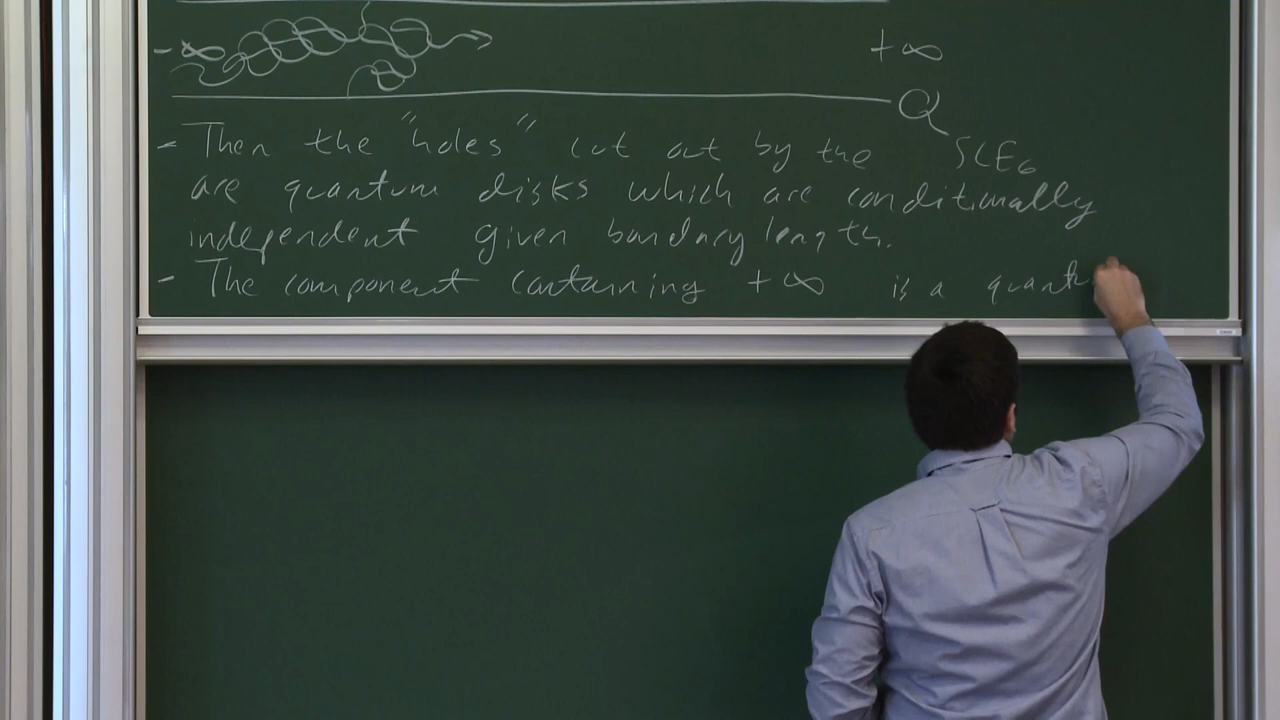 -∞ +∞
Q
- Then the "holes" cut out by the SLE₆
are quantum disks which are conditionally
independent given boundary length.
- The component containing +∞ is a quant